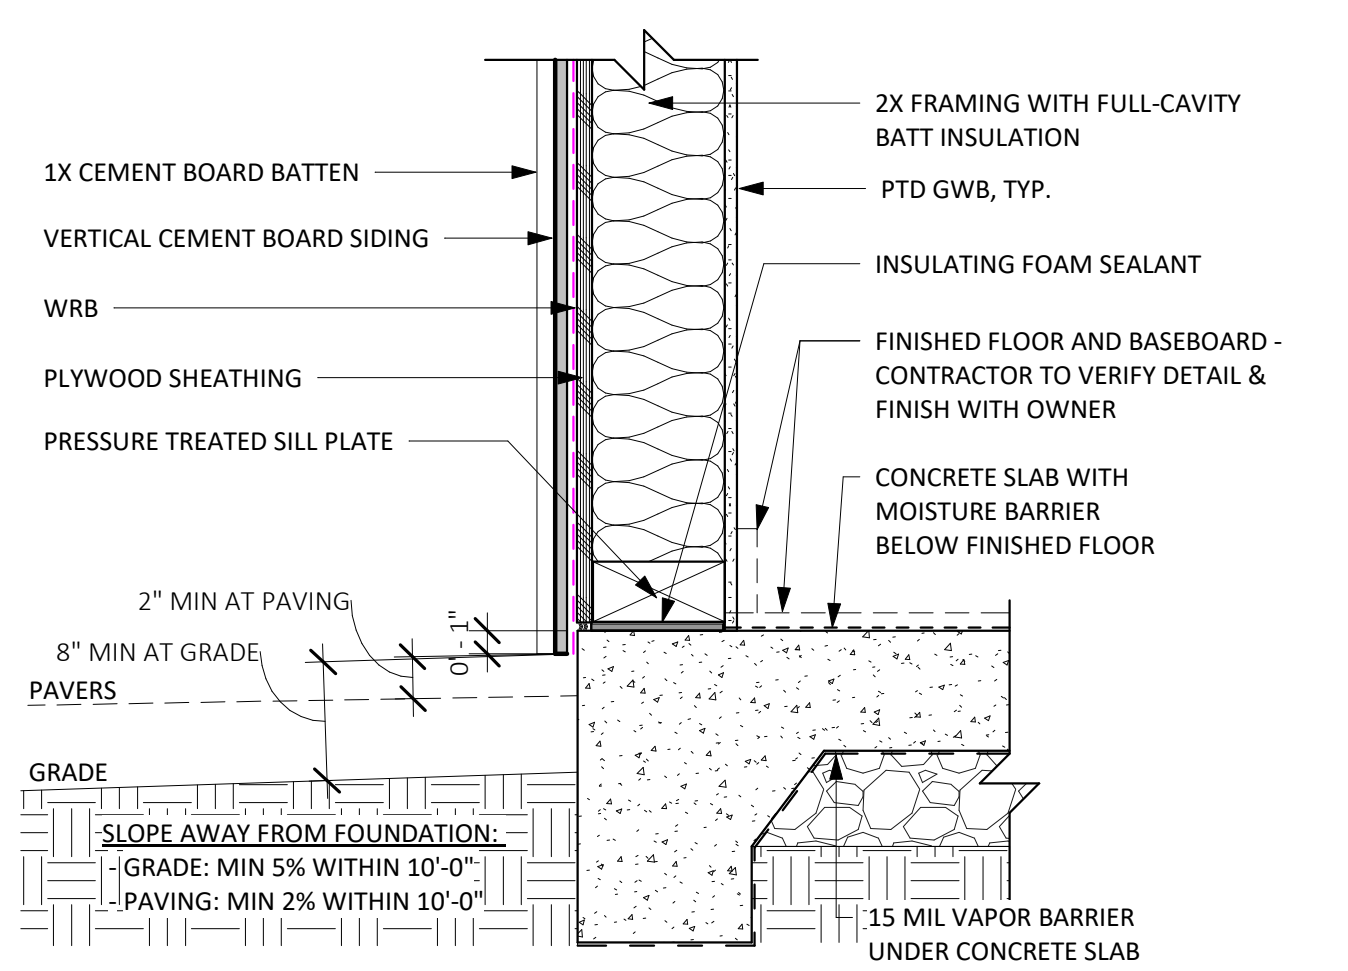 1X CEMENT BOARD BATTEN
VERTICAL CEMENT BOARD SIDING
WRB
PLYWOOD SHEATHING
PRESSURE TREATED SILL PLATE
2X FRAMING WITH FULL-CAVITY
BATT INSULATION
PTD GWB, TYP.
INSULATING FOAM SEALANT
FINISHED FLOOR AND BASEBOARD -
CONTRACTOR TO VERIFY DETAIL &
FINISH WITH OWNER
CONCRETE SLAB WITH
MOISTURE BARRIER
BELOW FINISHED FLOOR
2" MIN AT PAVING
8" MIN AT GRADE
0' - 1"
PAVERS
GRADE
SLOPE AWAY FROM FOUNDATION:
- GRADE: MIN 5% WITHIN 10'-0"
- PAVING: MIN 2% WITHIN 10'-0"
15 MIL VAPOR BARRIER
UNDER CONCRETE SLAB